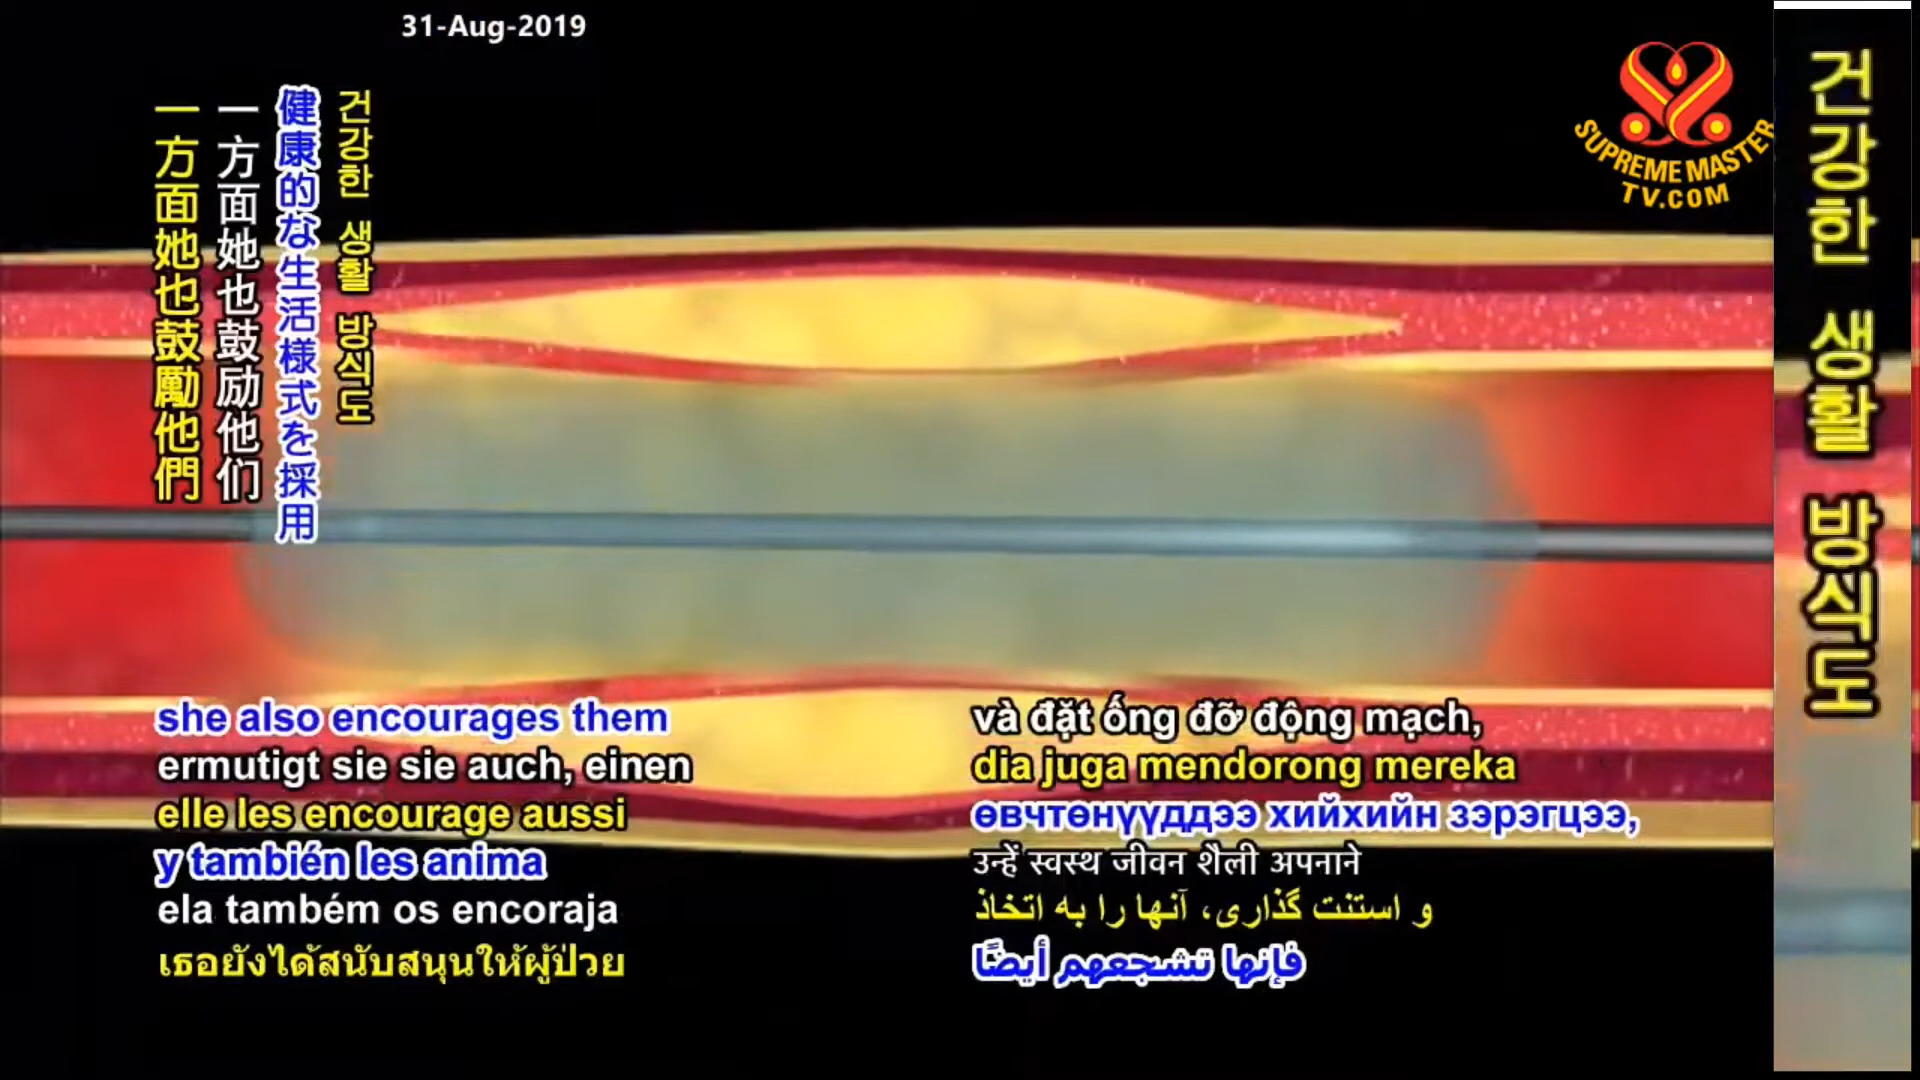 31-Aug-2019
SUPREME MASTER
TV.COM
건강한 생활 방식도
健康的な生活様式を採用
一方面她也鼓励他们
一方面她也鼓勵他們
she also encourages them
ermutigt sie sie auch, einen
elle les encourage aussi
y también les anima
ela também os encoraja
เธอยังได้สนับสนุนให้ผู้ป่วย
và đặt ống đỡ động mạch,
dia juga mendorong mereka
өвчтөнүүддээ хийхийн зэрэгцээ,
उन्हें स्वस्थ जीवन शैली अपनाने
و استنت گذاری، آنها را به اتخاذ
فإنها تشجعهم أيضًا
건강한 생활 방식도